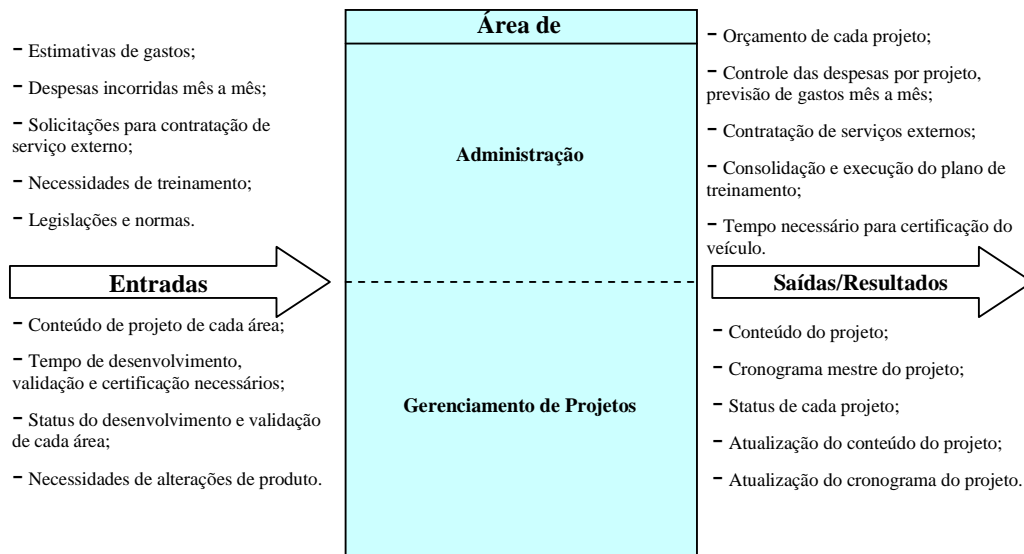 Área de
- Estimativas de gastos;
- Despesas incorridas mês a mês;
- Solicitações para contratação de
serviço externo;
- Necessidades de treinamento;
- Legislações e normas.
Administração
- Orçamento de cada projeto;
- Controle das despesas por projeto,
previsão de gastos mês a mês;
- Contratação de serviços externos;
- Consolidação e execução do plano de
treinamento;
- Tempo necessário para certificação do
veículo.
Entradas
Saídas/Resultados
- Conteúdo de projeto de cada área;
- Tempo de desenvolvimento,
validação e certificação necessários;
- Status do desenvolvimento e validação
de cada área;
- Necessidades de alterações de produto.
Gerenciamento de Projetos
- Conteúdo do projeto;
- Cronograma mestre do projeto;
- Status de cada projeto;
- Atualização do conteúdo do projeto;
- Atualização do cronograma do projeto.